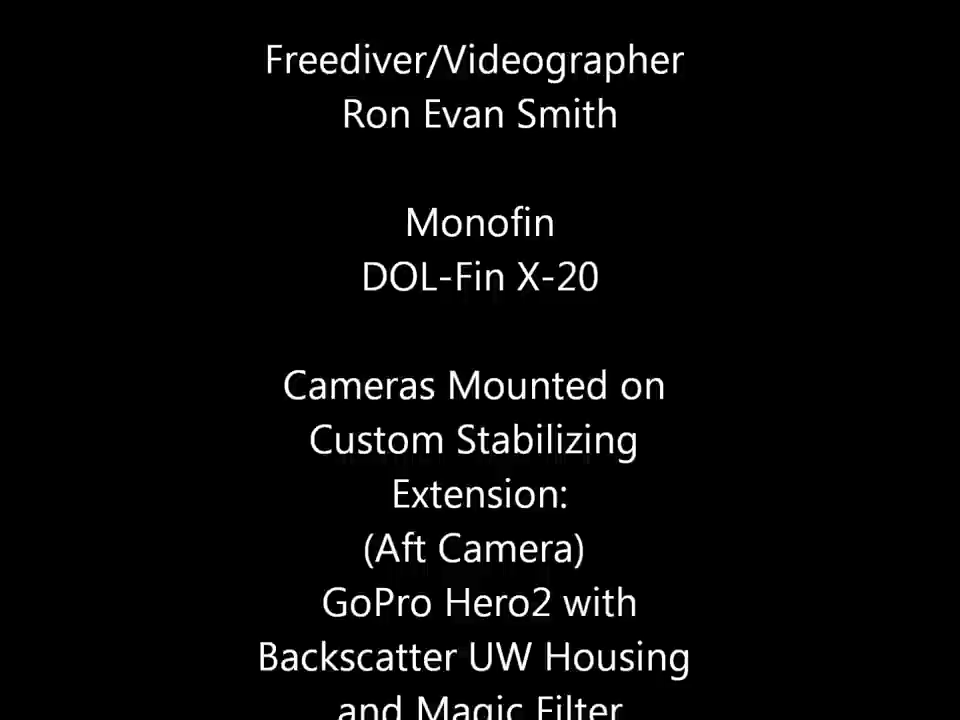 Freediver/Videographer
Ron Evan Smith
Monofin
DOL-Fin X-20
Cameras Mounted on
Custom Stabilizing
Extension:
(Aft Camera)
GoPro Hero2 with
Backscatter UW Housing
and Magic Filter